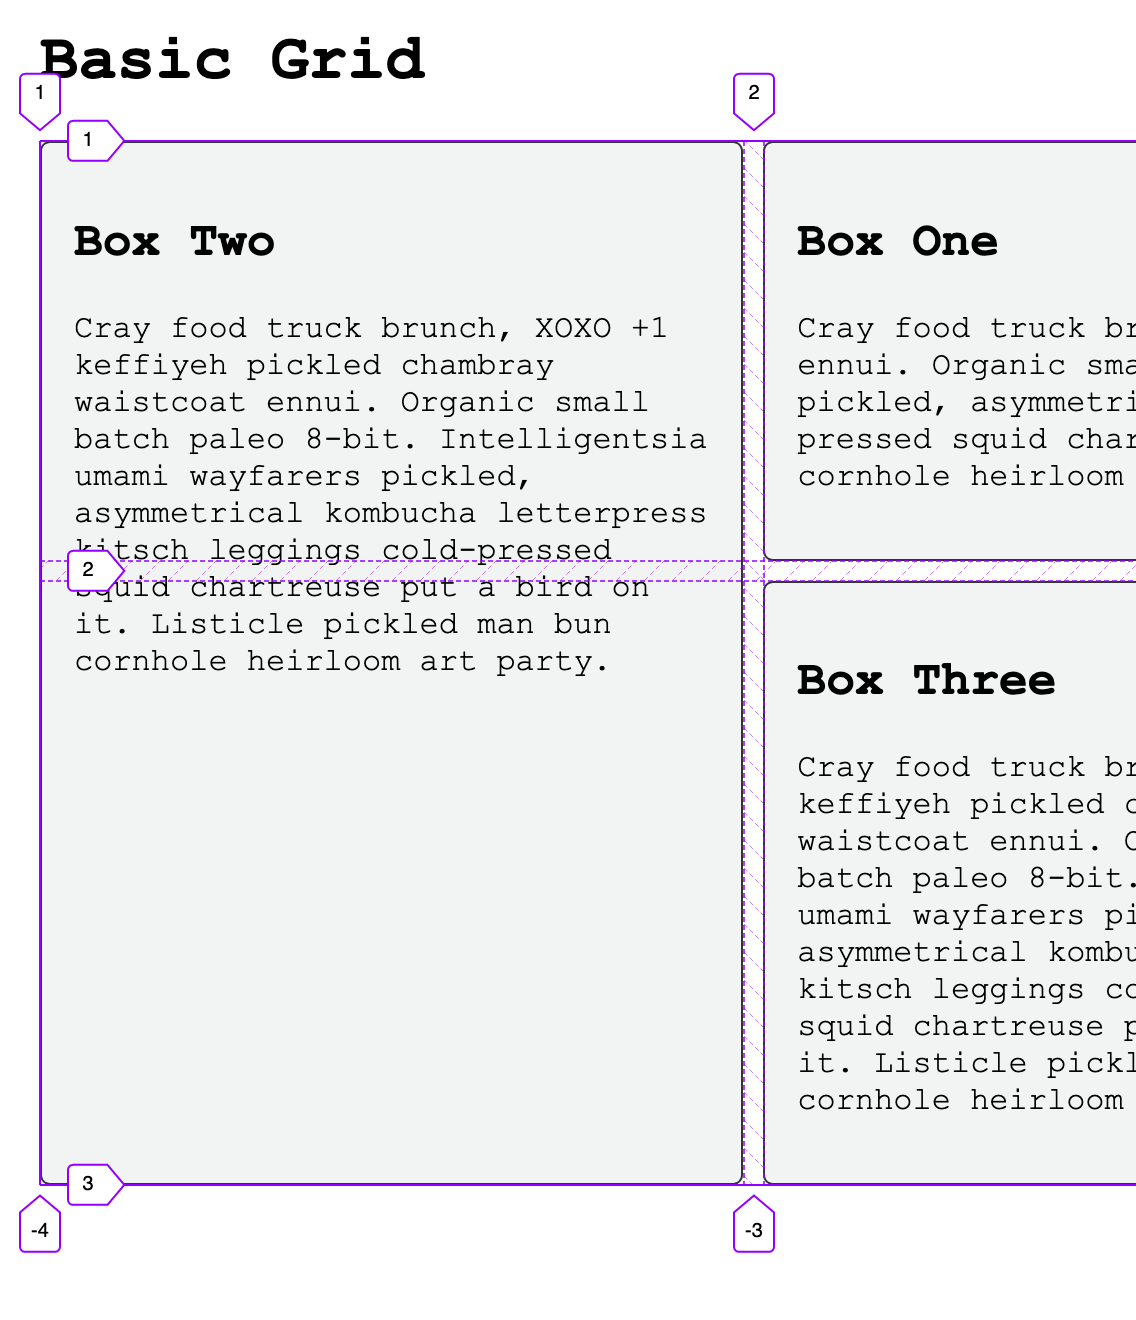 Basic Grid
1
2
1
Box Two
Cray food truck brunch, XOXO +1
keffiyeh pickled chambray
waistcoat ennui. Organic small
batch paleo 8-bit. Intelligentsia
umami wayfarers pickled,
asymmetrical kombucha letterpress
kitsch leggings cold-pressed
squid chartreuse put a bird on
it. Listicle pickled man bun
cornhole heirloom art party.
2
3
Box One
Cray food truck br
ennui. Organic sma
pickled, asymmetri
pressed squid char
cornhole heirloom
Box Three
Cray food truck br
keffiyeh pickled c
waistcoat ennui. O
batch paleo 8-bit.
umami wayfarers pi
asymmetrical kombu
kitsch leggings co
squid chartreuse p
it. Listicle pickl
cornhole heirloom
-4
-3